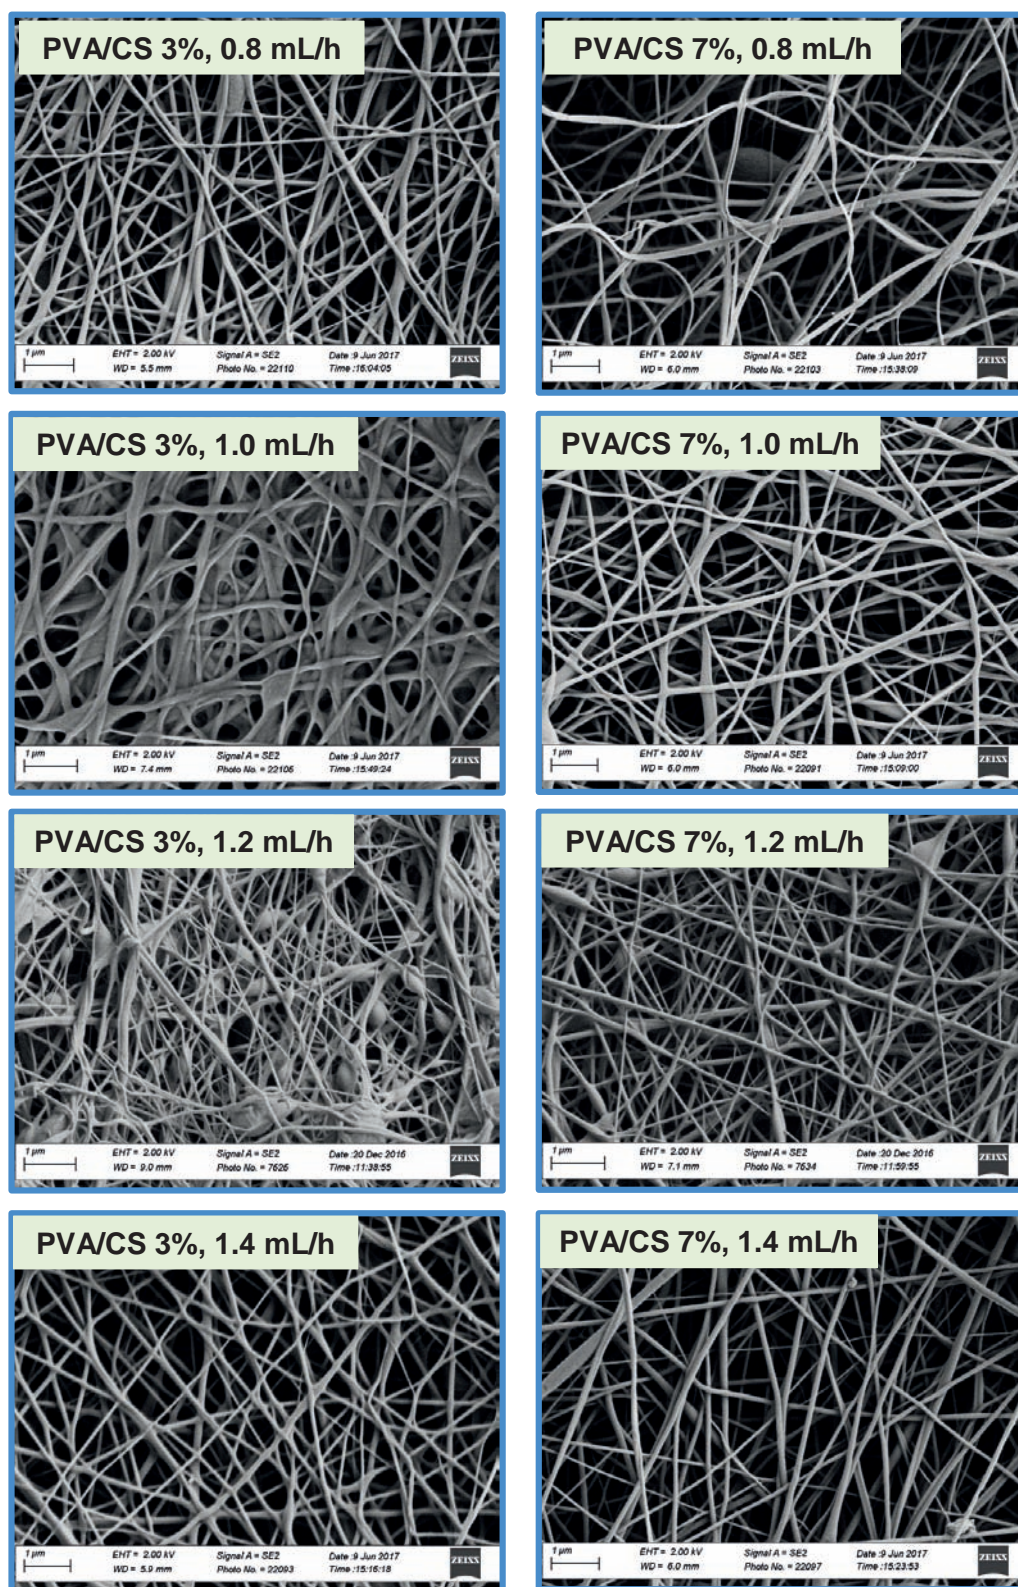 PVA/CS 3%, 0.8 mL/h
1 µm
EHT = 2.00 kV
WD = 5.5 mm
Signal A = SE2
Photo No. = 22110
Date :9 Jun 2017
Time :16:04:05
ZEISS
PVA/CS 7%, 0.8 mL/h
1 µm
EHT = 2.00 kV
WD = 6.0 mm
Signal A = SE2
Photo No. = 22103
Date :9 Jun 2017
Time :15:38:09
ZEISS
PVA/CS 3%, 1.0 mL/h
1 µm
EHT = 2.00 kV
WD = 7.4 mm
Signal A = SE2
Photo No. = 22106
Date :9 Jun 2017
Time :15:49:24
ZEISS
PVA/CS 7%, 1.0 mL/h
1 µm
EHT = 2.00 kV
WD = 6.0 mm
Signal A = SE2
Photo No. = 22091
Date :9 Jun 2017
Time :15:09:00
ZEISS
PVA/CS 3%, 1.2 mL/h
1 µm
EHT = 2.00 kV
WD = 9.0 mm
Signal A = SE2
Photo No. = 7626
Date :20 Dec 2016
Time :11:38:55
ZEISS
PVA/CS 7%, 1.2 mL/h
1 µm
EHT = 2.00 kV
WD = 7.1 mm
Signal A = SE2
Photo No. = 7634
Date :20 Dec 2016
Time :11:59:55
ZEISS
PVA/CS 3%, 1.4 mL/h
1 µm
EHT = 2.00 kV
WD = 5.9 mm
Signal A = SE2
Photo No. = 22093
Date :9 Jun 2017
Time :15:16:18
ZEISS
PVA/CS 7%, 1.4 mL/h
1 µm
EHT = 2.00 kV
WD = 6.0 mm
Signal A = SE2
Photo No. = 22097
Date :9 Jun 2017
Time :15:23:53
ZEISS